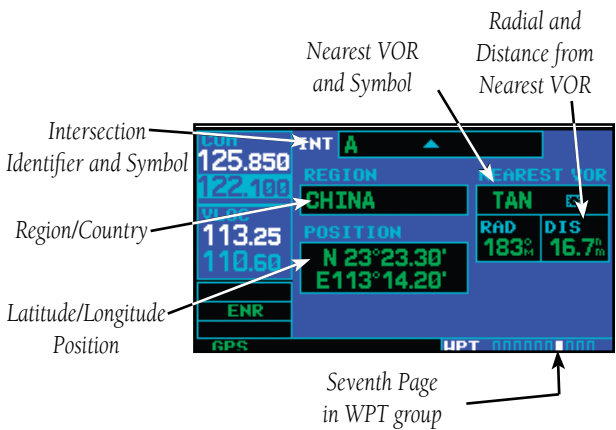 Radial and
Distance from
Nearest VOR
Nearest VOR
and Symbol
Intersection
Identifier and Symbol
Region/Country
Latitude/Longitude
Position
COM
125.850
122.100
VLOC
113.25
110.60
ENR
GPS
INT A
REGION
CHINA
POSITION
N 23°23.30'
E113°14.20'
NEAREST VOR
TAN
RAD DIS
183°M 16.7nm
WPT
Seventh Page
in WPT group